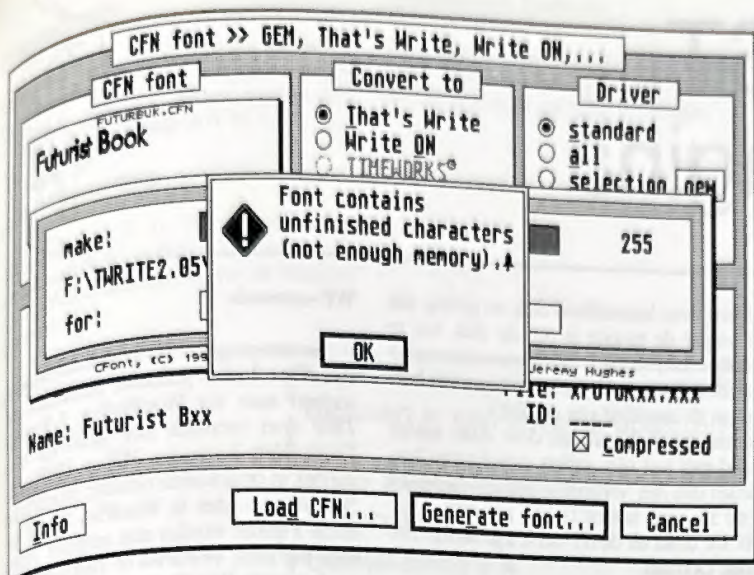 CFN font >> GEM, That's Write, Write ON,...
CFN font
FUTURBUK.CFN
Futurist Book
Convert to
That's Write
Write ON
TIMEWORKS®
Driver
standard
all
selection
new
make:
255
F:\TWRITE2.05\
for:
Font contains
unfinished characters
(not enough memory).
OK
CFont, (C) 199
Jeremy Hughes
File: XFUTURXX.XXX
ID: ____
Name: Futurist Bxx
compressed
Info
Load CFN...
Generate font...
Cancel